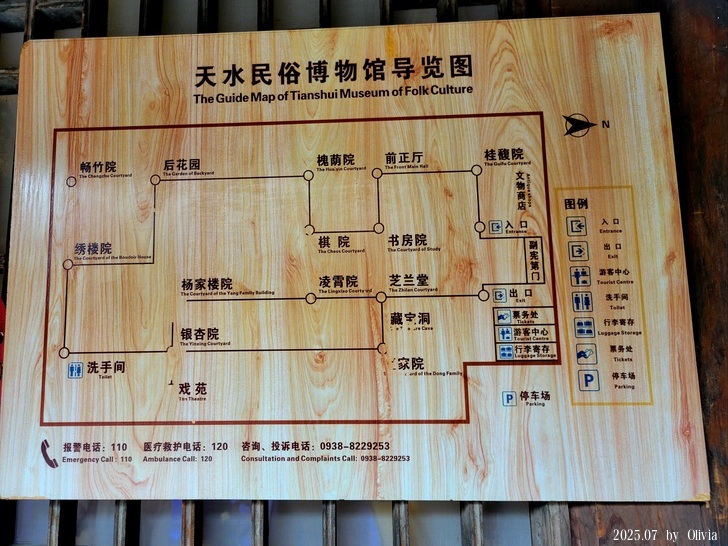 天水民俗博物馆导览图
The Guide Map of Tianshui Museum of Folk Culture
N
畅竹院
The Changzhu Courtyard
后花园
The Garden of Backyard
槐荫院
The Huaiyin Courtyard
前正厅
The Front Main Hall
桂馥院
The Guifu Courtyard
文物商店
入口
Entrance
棋 院
The Chess Courtyard
书房院
The Courtyard of Study
绣楼院
The Courtyard of the Boudoir House
副宪第门
杨家楼院
The Courtyard of the Yang Family Building
凌霄院
The Lingxiao Courtyard
芝兰堂
The Zhilan Courtyard
出口
Exit
藏宝洞
Cave
票务处
Tickets
游客中心
Tourist Centre
行李寄存
Luggage Storage
银杏院
The Yinxing Courtyard
家院
of the Dong Family
洗手间
Toilet
戏苑
The Theatre
P 停车场
Parking
图例
入口
Entrance
出口
Exit
游客中心
Tourist Centre
洗手间
Toilet
行李寄存
Luggage Storage
票务处
Tickets
P 停车场
Parking
报警电话：110 医疗救护电话：120 咨询、投诉电话：0938-8229253
Emergency Call: 110 Ambulance Call: 120 Consultation and Complaints Call: 0938-8229253
2025.07 by Olivia